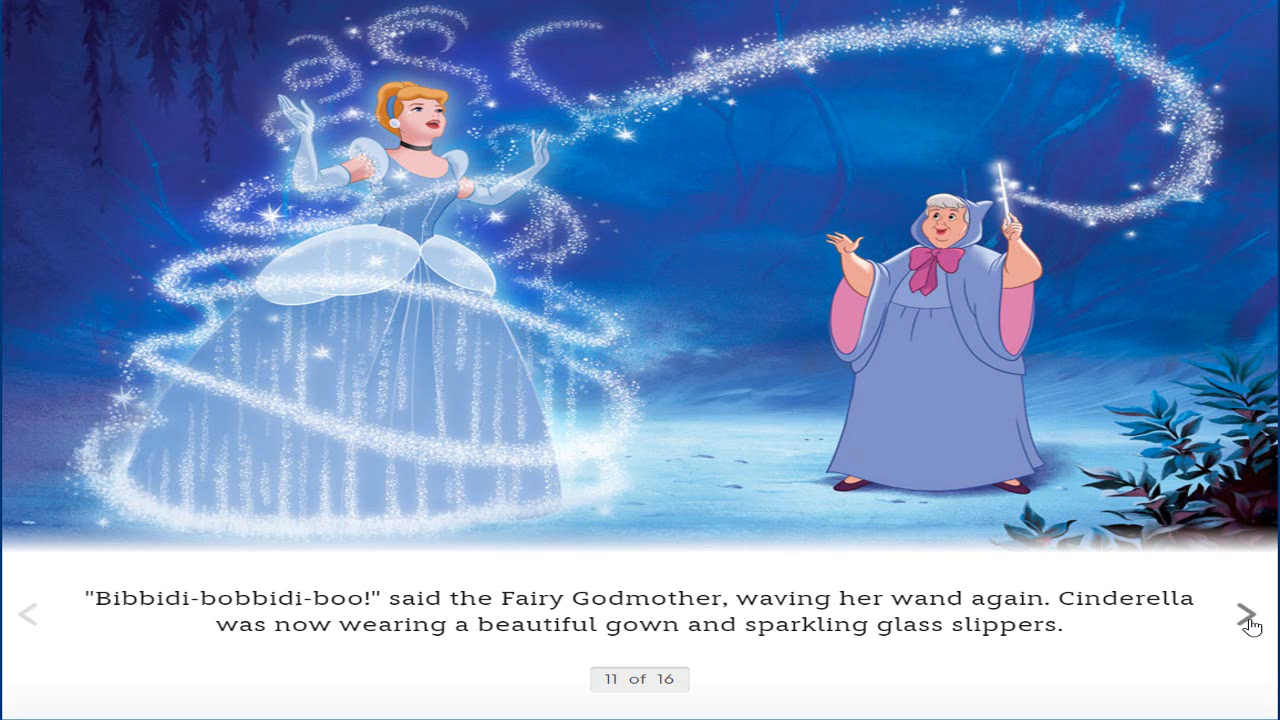 "Bibbidi-bobbidi-boo!" said the Fairy Godmother, waving her wand again. Cinderella
was now wearing a beautiful gown and sparkling glass slippers.
11 of 16